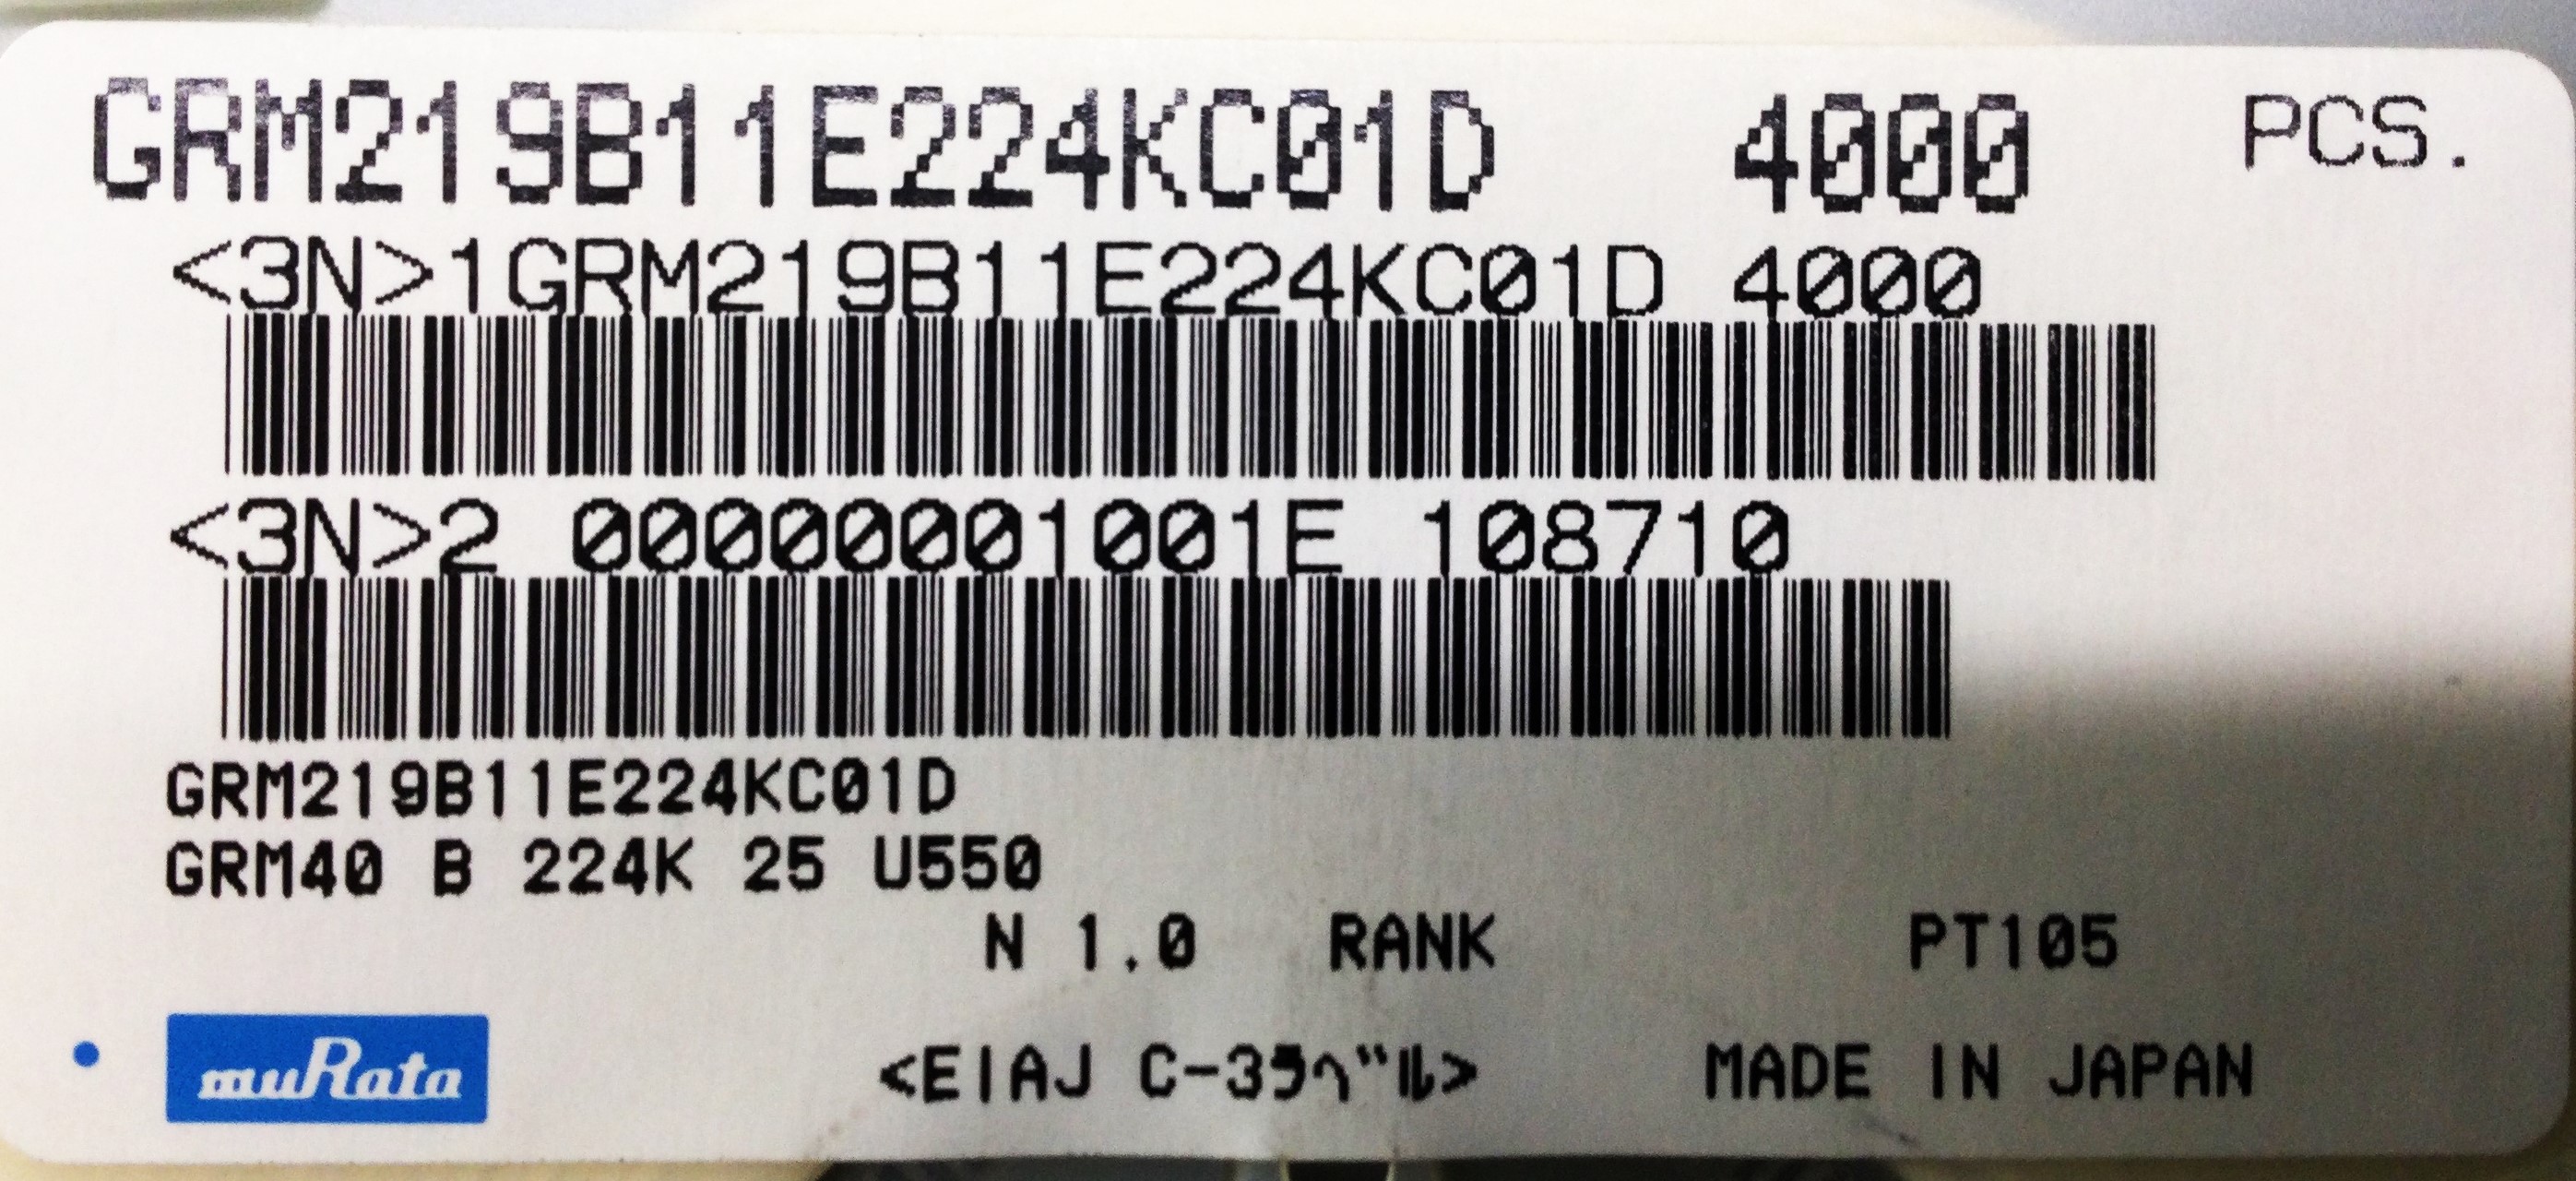 GRM219B11E224KC01D 4000 PCS.
<3N>1GRM219B11E224KC01D 4000
<3N>2 00000001001E 108710
GRM219B11E224KC01D
GRM40 B 224K 25 U550
N 1.0 RANK PT105
muRata <EIAJ C-3ラベル> MADE IN JAPAN